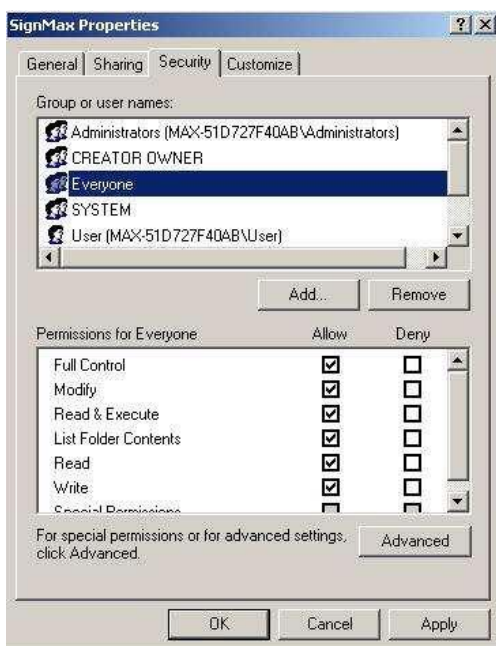 SignMax Properties
General Sharing Security Customize
Group or user names:
Administrators (MAX-51D727F40AB\Administrators)
CREATOR OWNER
Everyone
SYSTEM
User (MAX-51D727F40AB\User)
Add... Remove
Permissions for Everyone Allow Deny
Full Control
Modify
Read & Execute
List Folder Contents
Read
Write
Special Permissions
For special permissions or for advanced settings, Advanced
click Advanced.
OK Cancel Apply